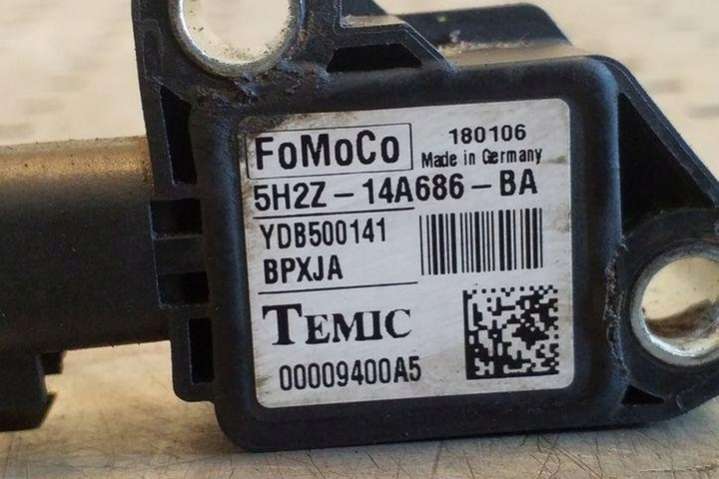 FoMoCo
180106
Made in Germany
5H2Z-14A686-BA
YDB500141
BPXJA
TEMIC
00009400A5